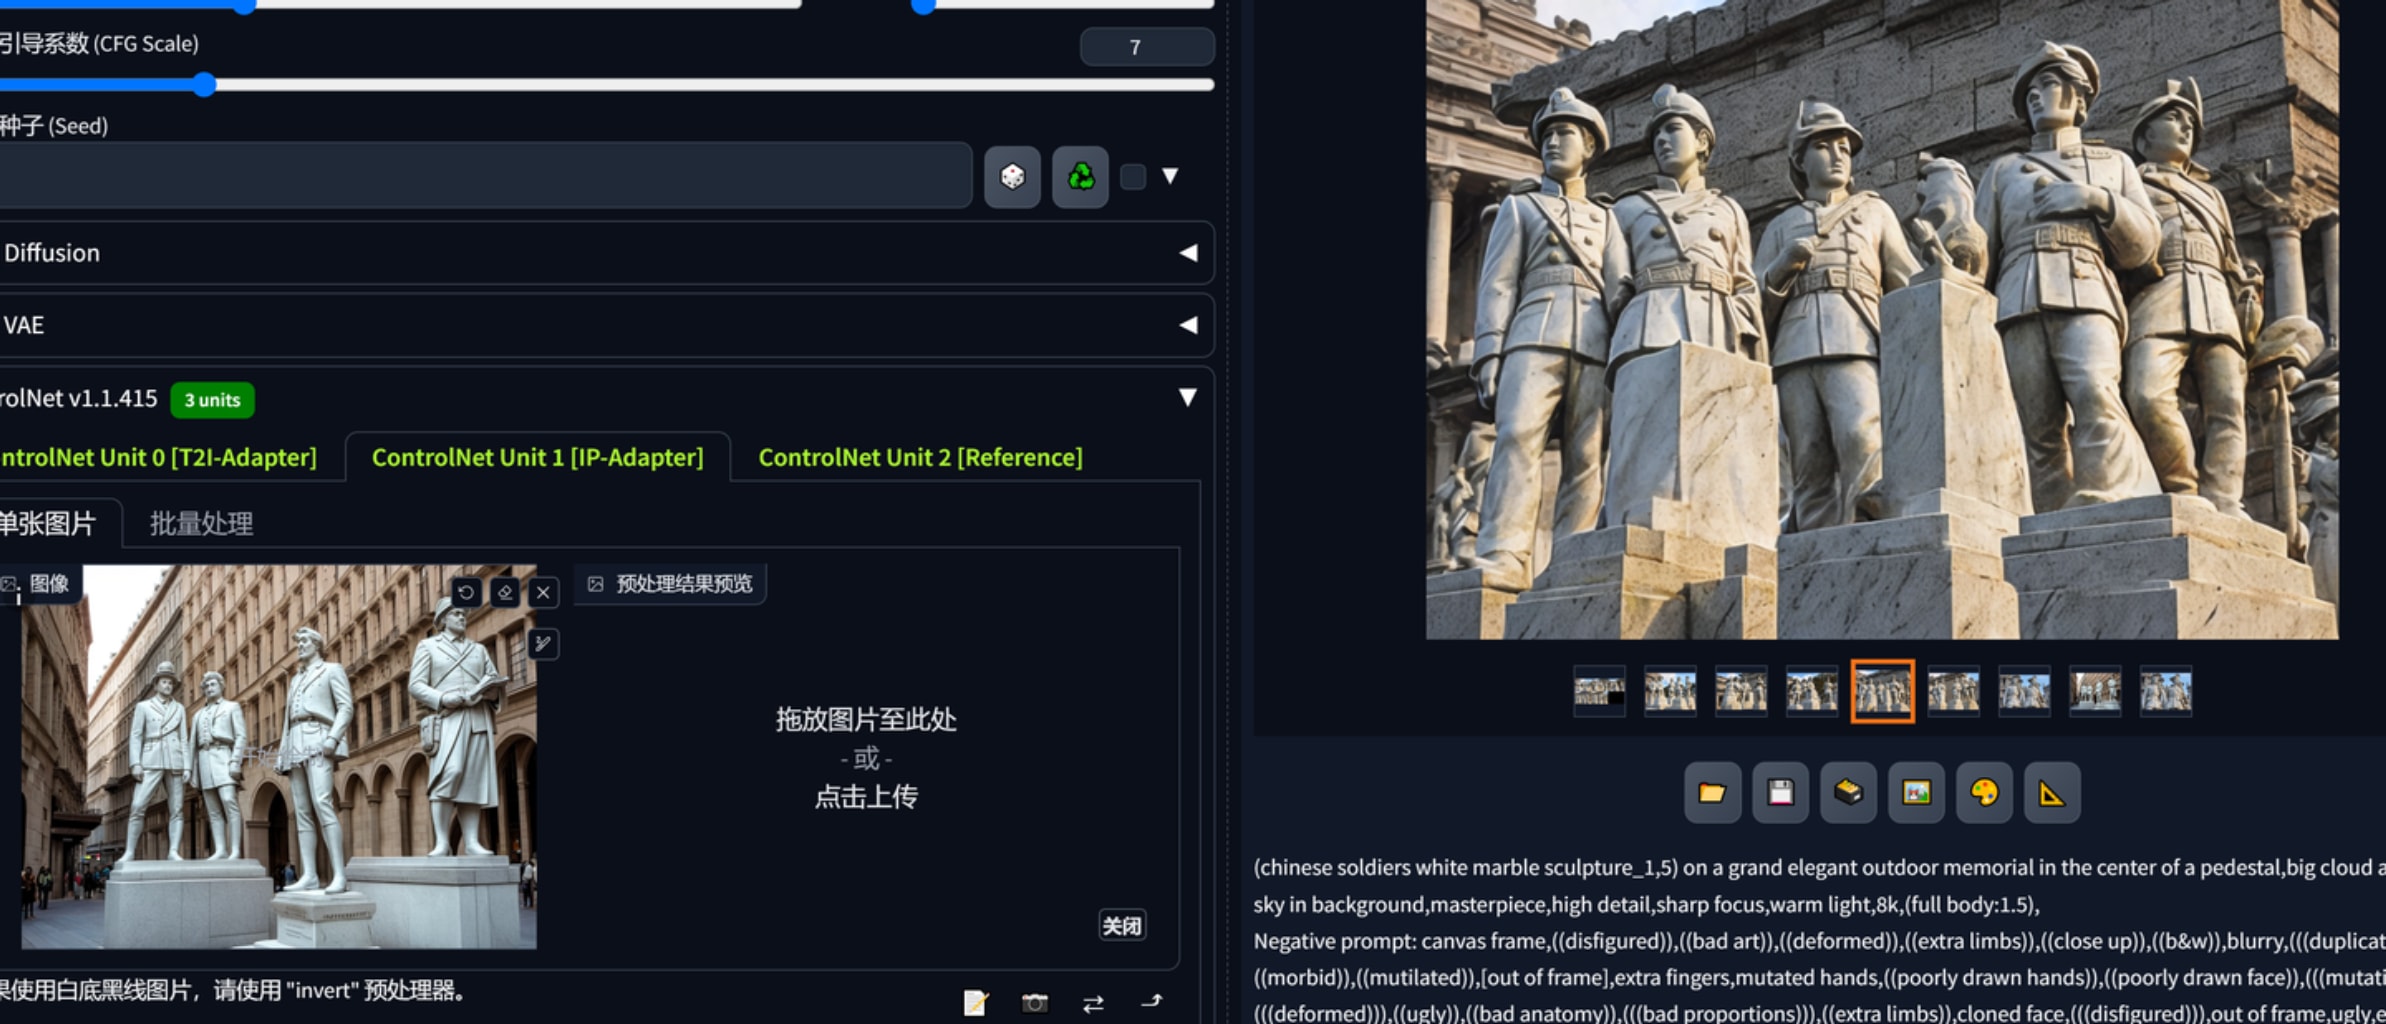 引导系数 (CFG Scale)
7
种子 (Seed)
Diffusion
VAE
rolNet v1.1.415
3 units
ntrolNet Unit 0 [T2I-Adapter]
ControlNet Unit 1 [IP-Adapter]
ControlNet Unit 2 [Reference]
单张图片
批量处理
图像
预处理结果预览
拖放图片至此处
- 或 -
点击上传
关闭
果使用白底黑线图片，请使用 "invert" 预处理器。
(chinese soldiers white marble sculpture_1,5) on a grand elegant outdoor memorial in the center of a pedestal,big cloud a
sky in background,masterpiece,high detail,sharp focus,warm light,8k,(full body:1.5),
Negative prompt: canvas frame,((disfigured)),((bad art)),((deformed)),((extra limbs)),((close up)),((b&w)),blurry,(((duplicat
((morbid)),((mutilated)),[out of frame],extra fingers,mutated hands,((poorly drawn hands)),((poorly drawn face)),(((mutati
(((deformed))),((ugly)),((bad anatomy)),(((bad proportions))),((extra limbs)),cloned face,(((disfigured))),out of frame,ugly,e